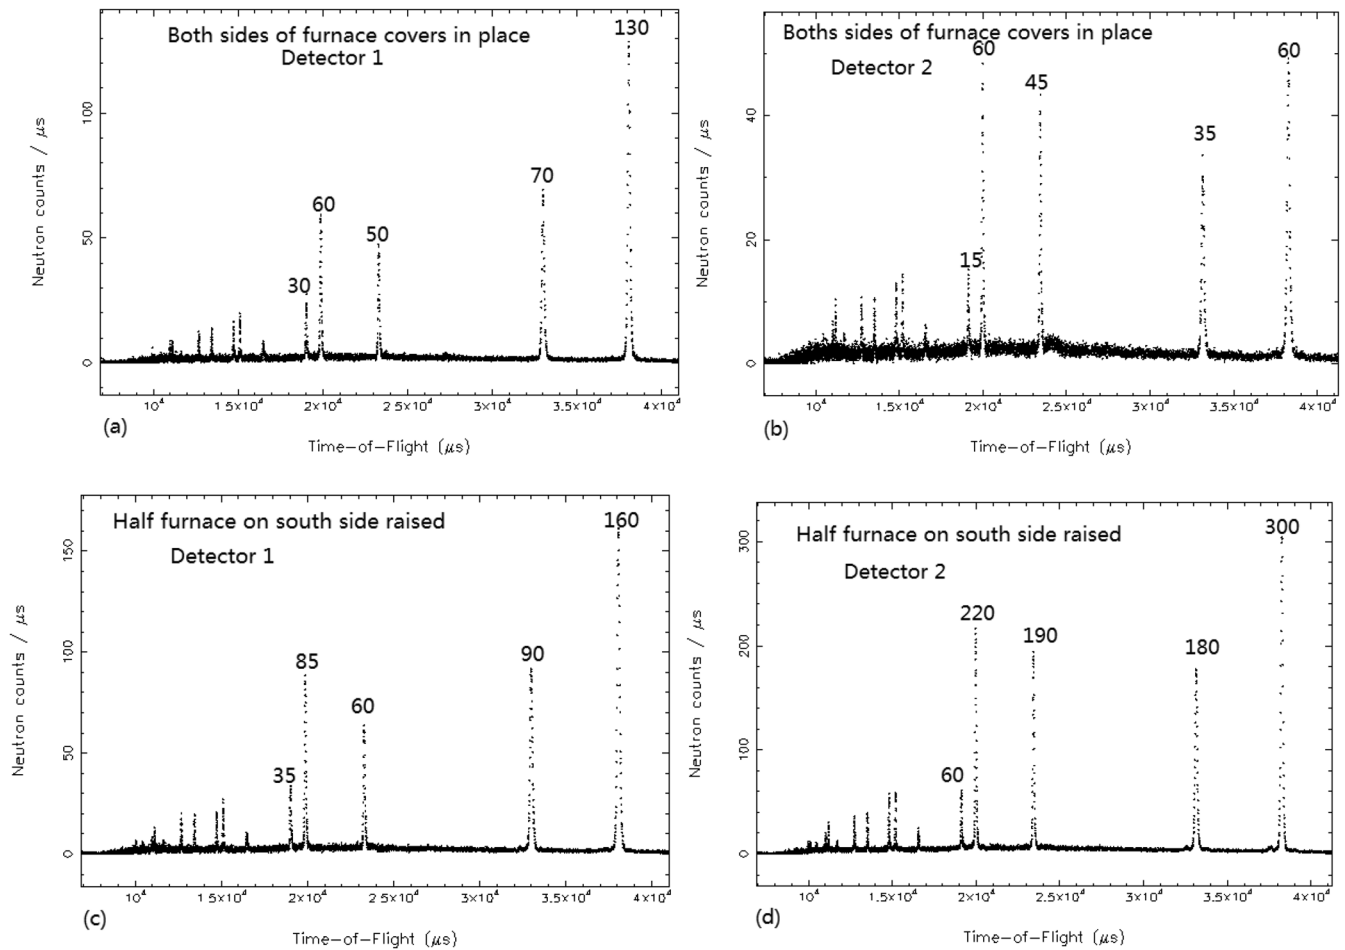 Both sides of furnace covers in place
Detector 1
130
100
70
60
50
50
30
0
Neutron counts / μs
10⁴ 1.5×10⁴ 2×10⁴ 2.5×10⁴ 3×10⁴ 3.5×10⁴ 4×10⁴
(a)
Time-of-Flight (μs)
Boths sides of furnace covers in place
Detector 2
60
60
45
40
35
20
15
0
Neutron counts / μs
10⁴ 1.5×10⁴ 2×10⁴ 2.5×10⁴ 3×10⁴ 3.5×10⁴ 4×10⁴
(b)
Time-of-Flight (μs)
Half furnace on south side raised
Detector 1
160
150
100
90
85
60
50
35
0
Neutron counts / μs
10⁴ 1.5×10⁴ 2×10⁴ 2.5×10⁴ 3×10⁴ 3.5×10⁴ 4×10⁴
(c)
Time-of-Flight (μs)
Half furnace on south side raised
Detector 2
300
300
220
190
200
180
100
60
0
Neutron counts / μs
10⁴ 1.5×10⁴ 2×10⁴ 2.5×10⁴ 3×10⁴ 3.5×10⁴ 4×10⁴
(d)
Time-of-Flight (μs)